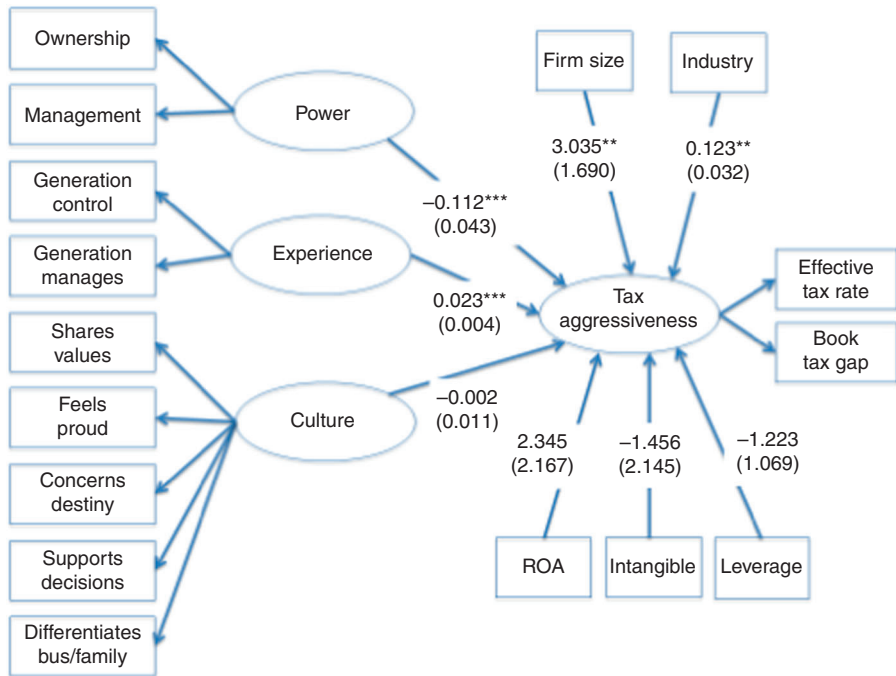 Ownership
Management
Generation
control
Generation
manages
Shares
values
Feels
proud
Concerns
destiny
Supports
decisions
Differentiates
bus/family
Power
Experience
Culture
–0.112***
(0.043)
0.023***
(0.004)
–0.002
(0.011)
Firm size
Industry
3.035**
(1.690)
0.123**
(0.032)
Tax
aggressiveness
Effective
tax rate
Book
tax gap
2.345
(2.167)
–1.456
(2.145)
–1.223
(1.069)
ROA
Intangible
Leverage